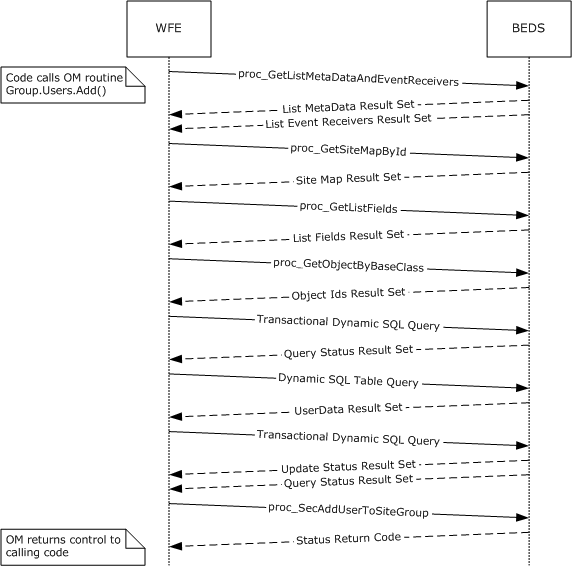 WFE
BEDS
Code calls OM routine
Group.Users.Add()
proc_GetListMetaDataAndEventReceivers
List MetaData Result Set
List Event Receivers Result Set
proc_GetSiteMapById
Site Map Result Set
proc_GetListFields
List Fields Result Set
proc_GetObjectByBaseClass
Object Ids Result Set
Transactional Dynamic SQL Query
Query Status Result Set
Dynamic SQL Table Query
UserData Result Set
Transactional Dynamic SQL Query
Update Status Result Set
Query Status Result Set
proc_SecAddUserToSiteGroup
Status Return Code
OM returns control to
calling code